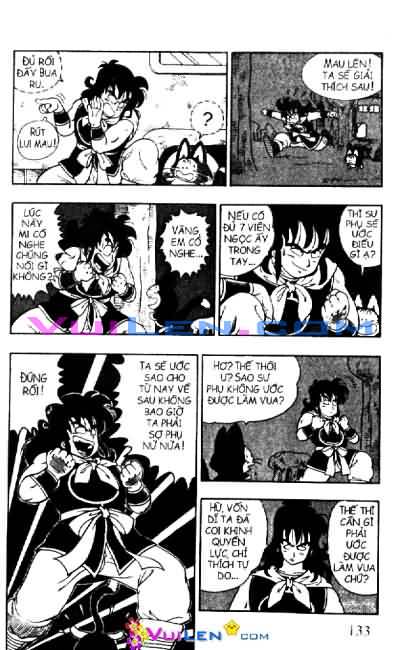 ĐỦ RỒI
ĐẤY BUA
RU.
RÚT
LUI MAU!
?
MAU LÊN!
TA SẼ GIẢI
THÍCH SAU!
LÚC
NÃY
MI CÓ
NGHE
CHÚNG
NÓI GÌ
KHÔNG?
VÂNG,
EM CÓ
NGHE...
NẾU CÓ
ĐỦ 7 VIÊN
NGỌC ẤY
TRONG
TAY...
THÌ SƯ
PHỤ SẼ
ƯỚC
ĐIỀU
GÌ Ạ?
VUILEN.COM
ĐÚNG
RỒI!
TA SẼ ƯỚC
SAO CHO
TỪ NAY VỀ
SAU KHÔNG
BAO GIỜ
TA PHẢI
SỢ PHỤ
NỮ NỮA!
HƠ? THẾ THÔI
Ư? SAO SƯ
PHỤ KHÔNG ƯỚC
ĐƯỢC LÀM VUA?
HỪ, VỐN
DĨ TA ĐÃ
COI KHINH
QUYỀN
LỰC, CHỈ
THÍCH TỰ
DO...
THẾ THÌ
CẦN GÌ
PHẢI
ƯỚC
ĐƯỢC
LÀM VUA
CHỨ?
133
VUILEN.COM